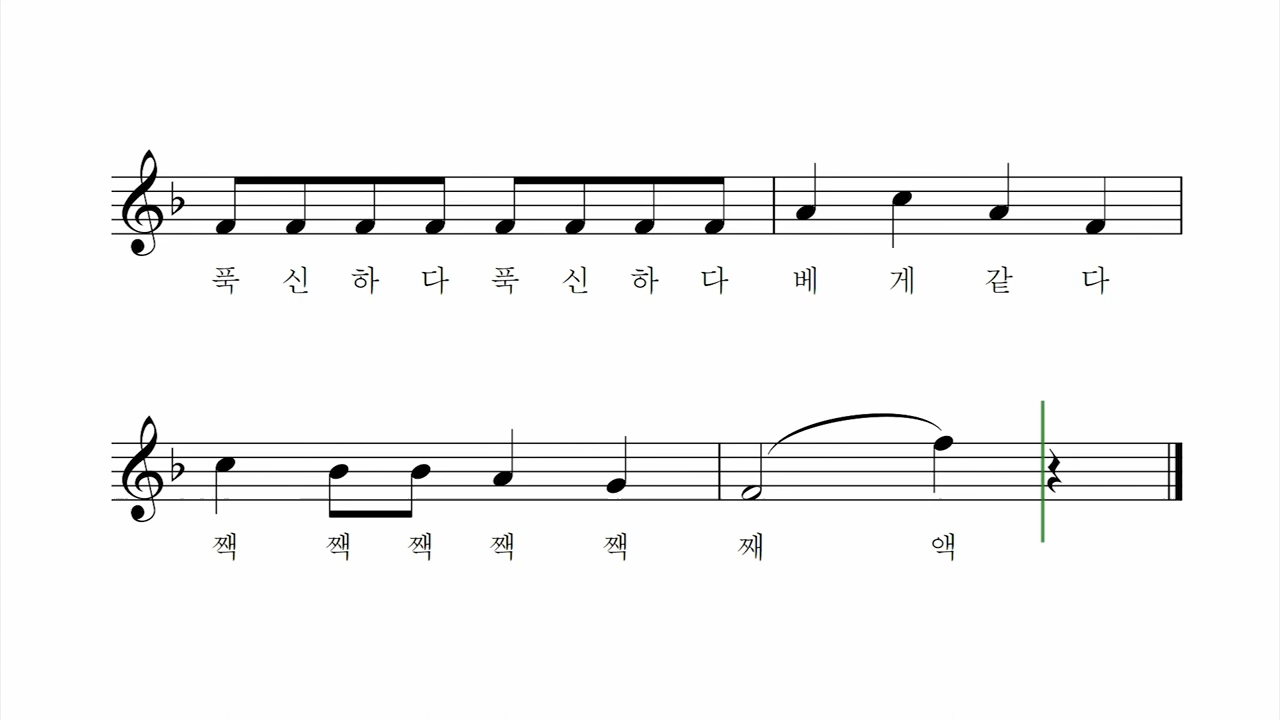 푹 신 하 다 푹 신 하 다 베 게 같 다
짹 짹 짹 짹 짹 째 액